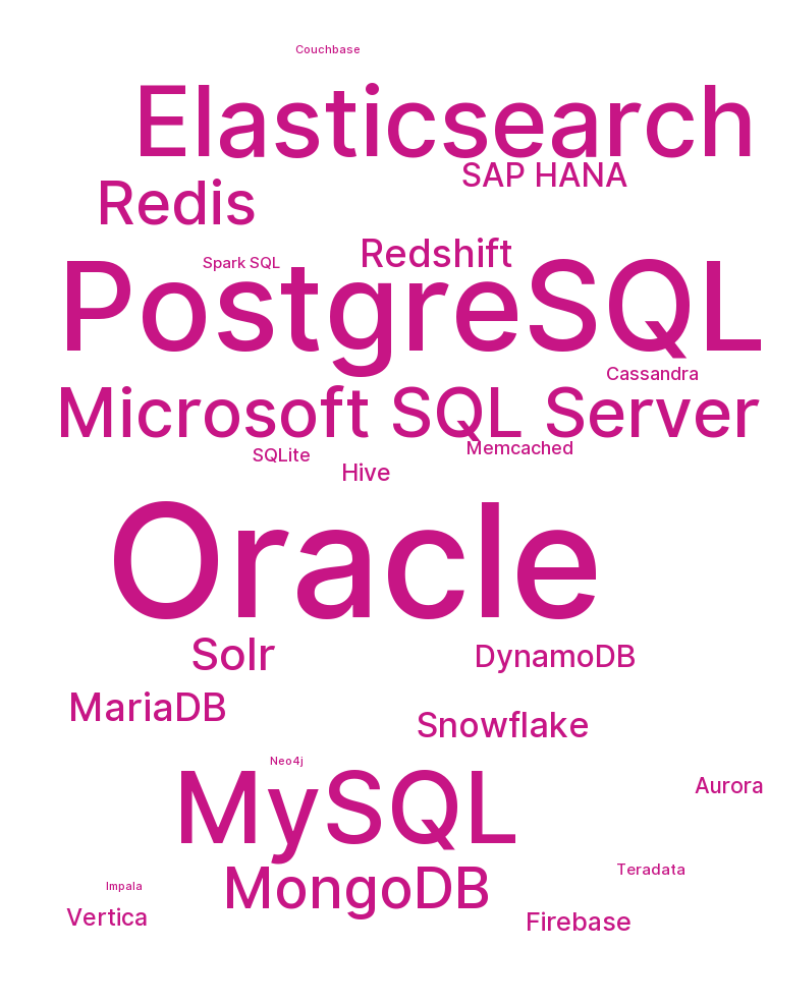 Couchbase
Elasticsearch
SAP HANA
Redis
Redshift
Spark SQL
PostgreSQL
Cassandra
Microsoft SQL Server
Memcached
SQLite
Hive
Oracle
Solr
DynamoDB
MariaDB
Snowflake
Neo4j
MySQL
Aurora
Teradata
MongoDB
Impala
Vertica
Firebase